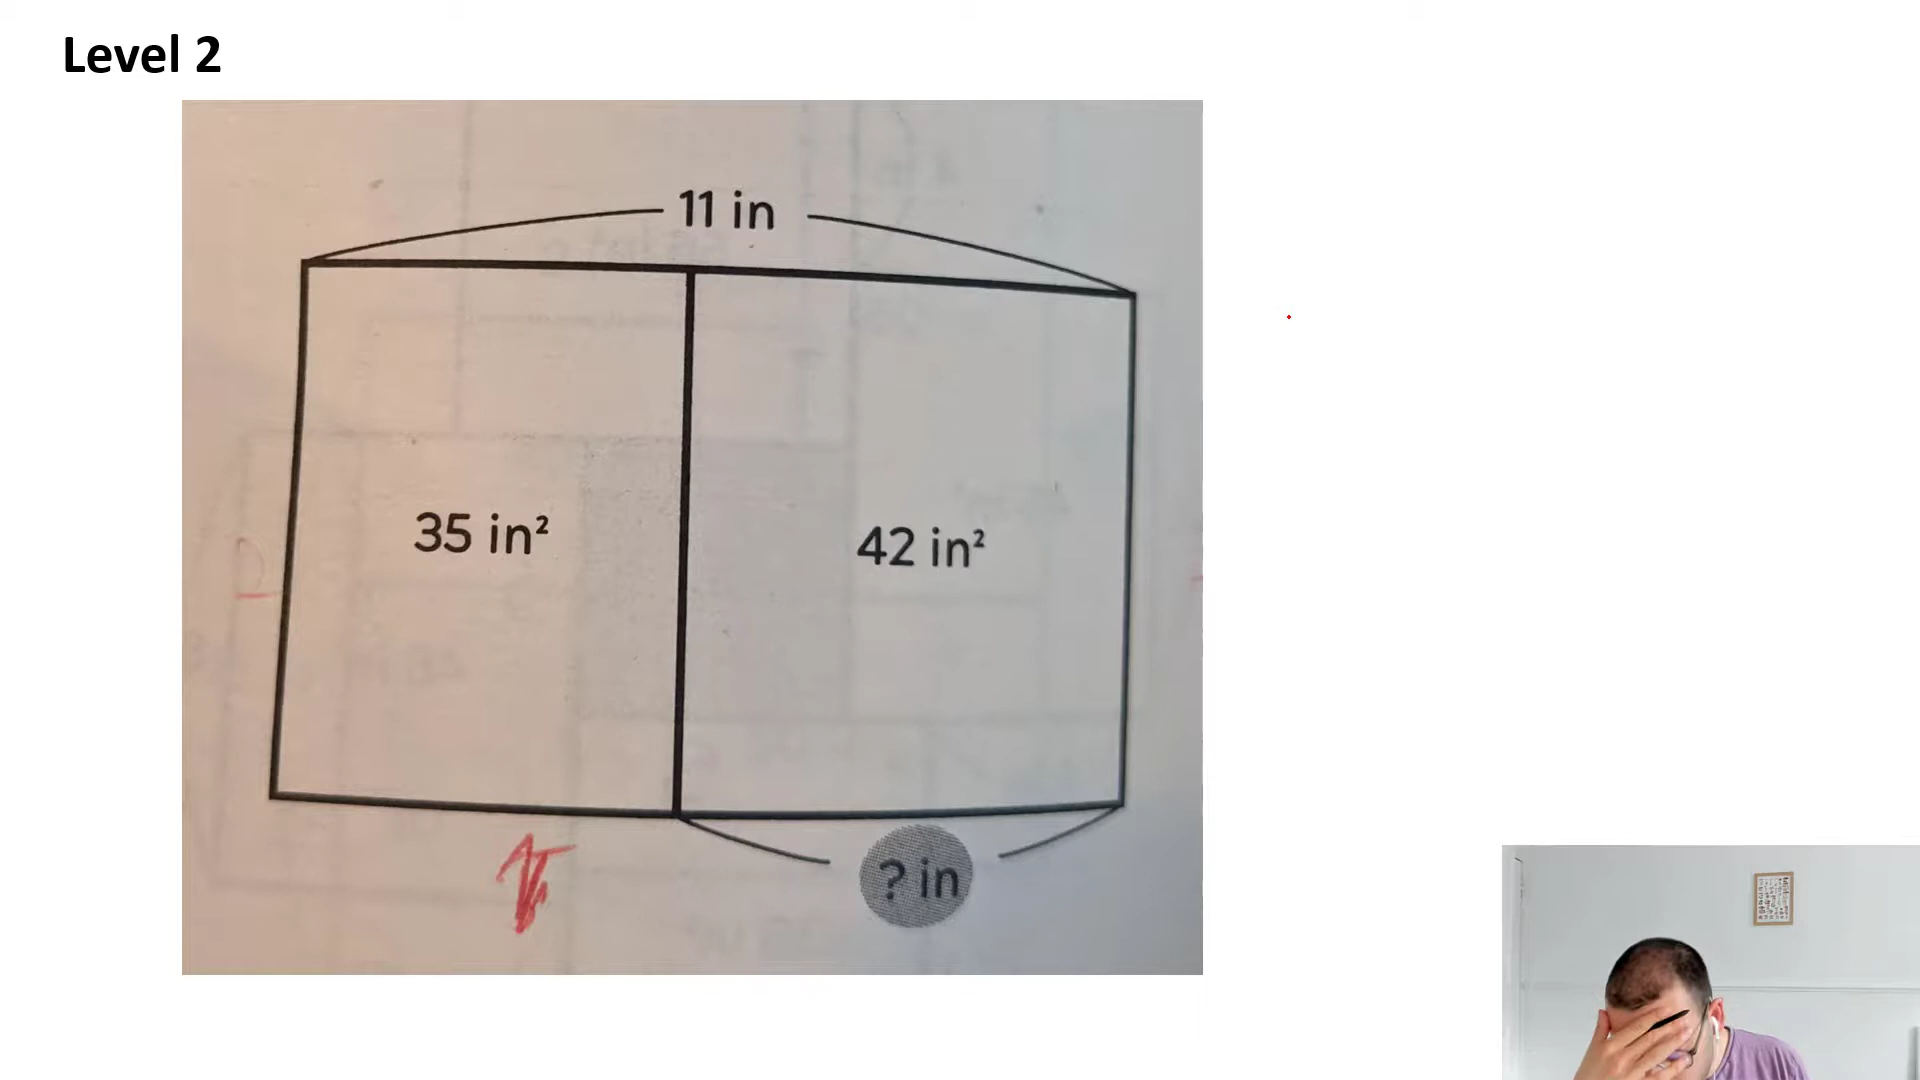 Level 2
11 in
35 in²
42 in²
? in